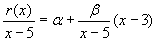 r(x)/(x−5) = α + β/(x−5) (x−3)